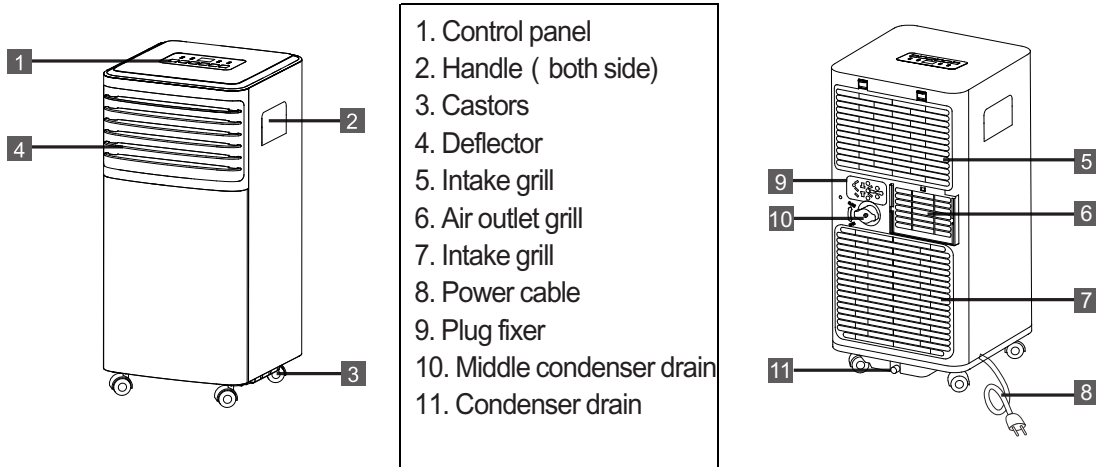 1
4
2
3
1. Control panel
2. Handle ( both side)
3. Castors
4. Deflector
5. Intake grill
6. Air outlet grill
7. Intake grill
8. Power cable
9. Plug fixer
10. Middle condenser drain
11. Condenser drain
5
9
6
10
7
11
8